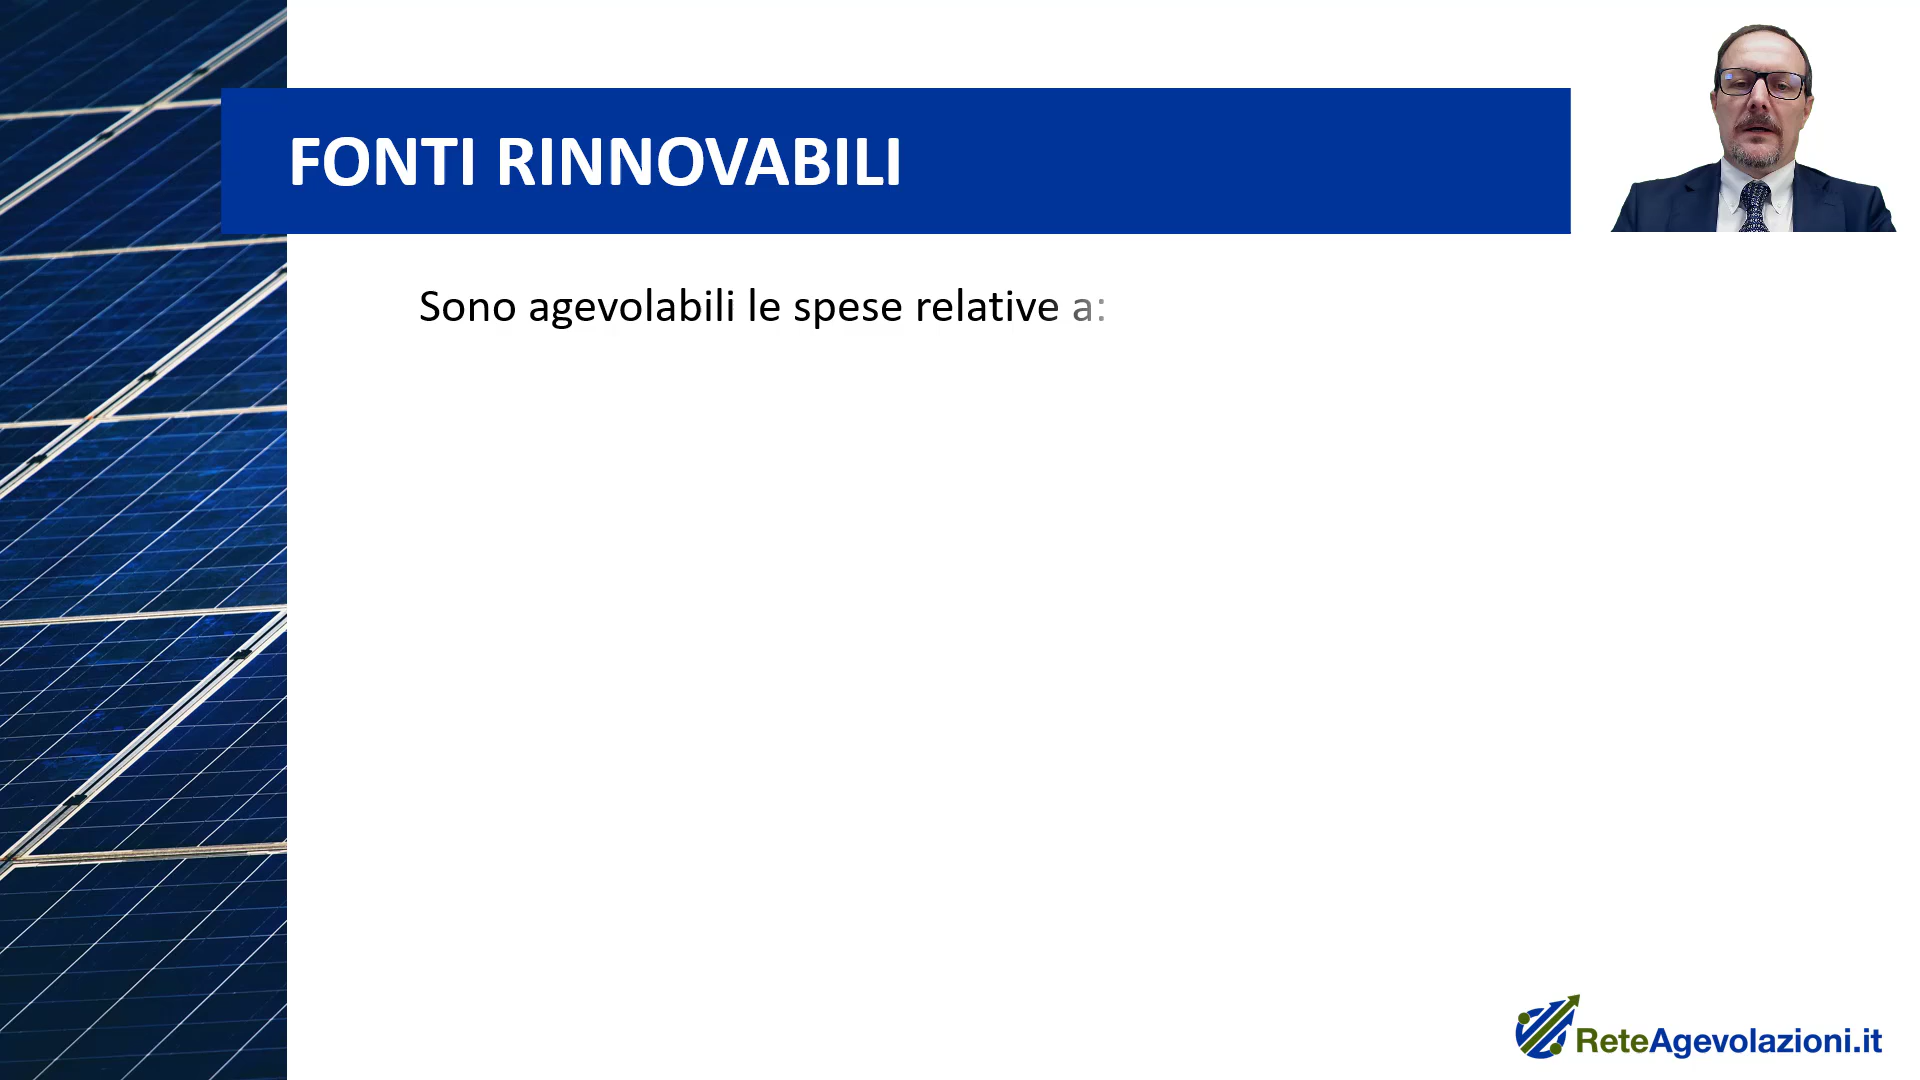 FONTI RINNOVABILI
Sono agevolabili le spese relative a:
ReteAgevolazioni.it